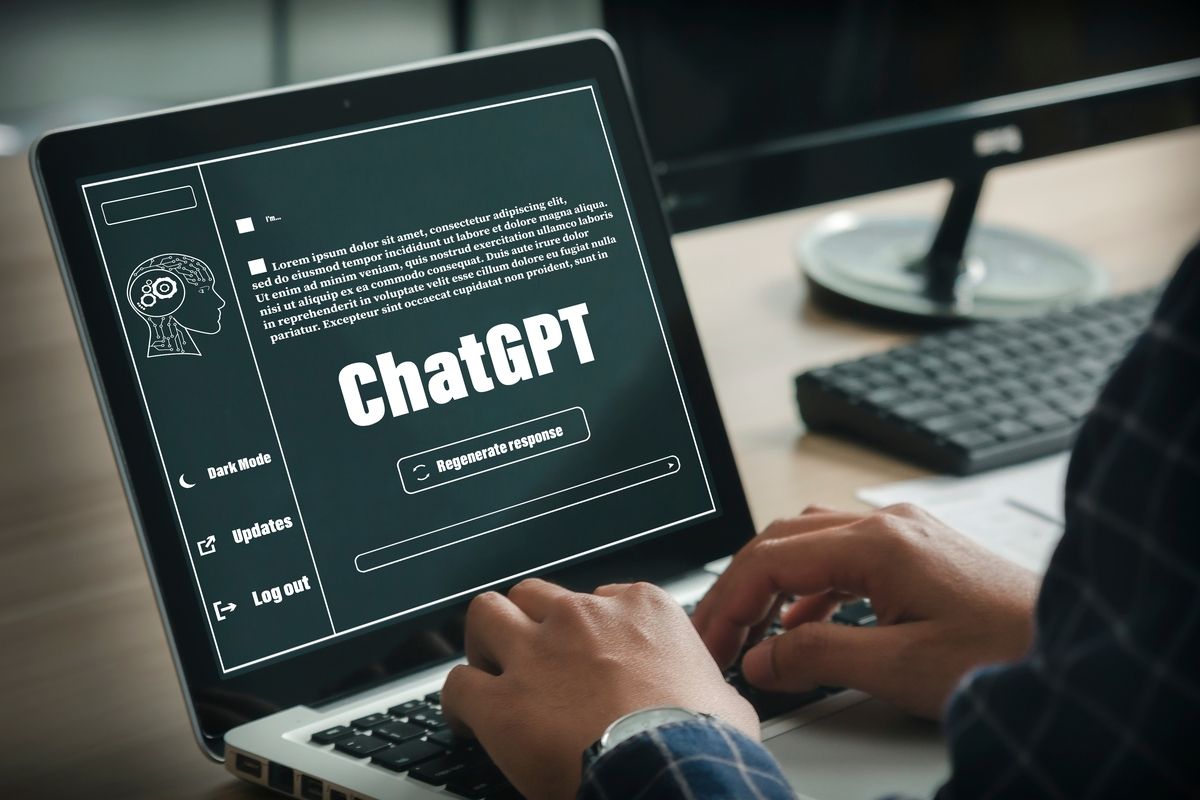 I'm...
Lorem ipsum dolor sit amet, consectetur adipiscing elit,
sed do eiusmod tempor incididunt ut labore et dolore magna aliqua.
Ut enim ad minim veniam, quis nostrud exercitation ullamco laboris
nisi ut aliquip ex ea commodo consequat. Duis aute irure dolor
in reprehenderit in voluptate velit esse cillum dolore eu fugiat nulla
pariatur. Excepteur sint occaecat cupidatat non proident, sunt in
ChatGPT
Regenerate response
Dark Mode
Updates
Log out